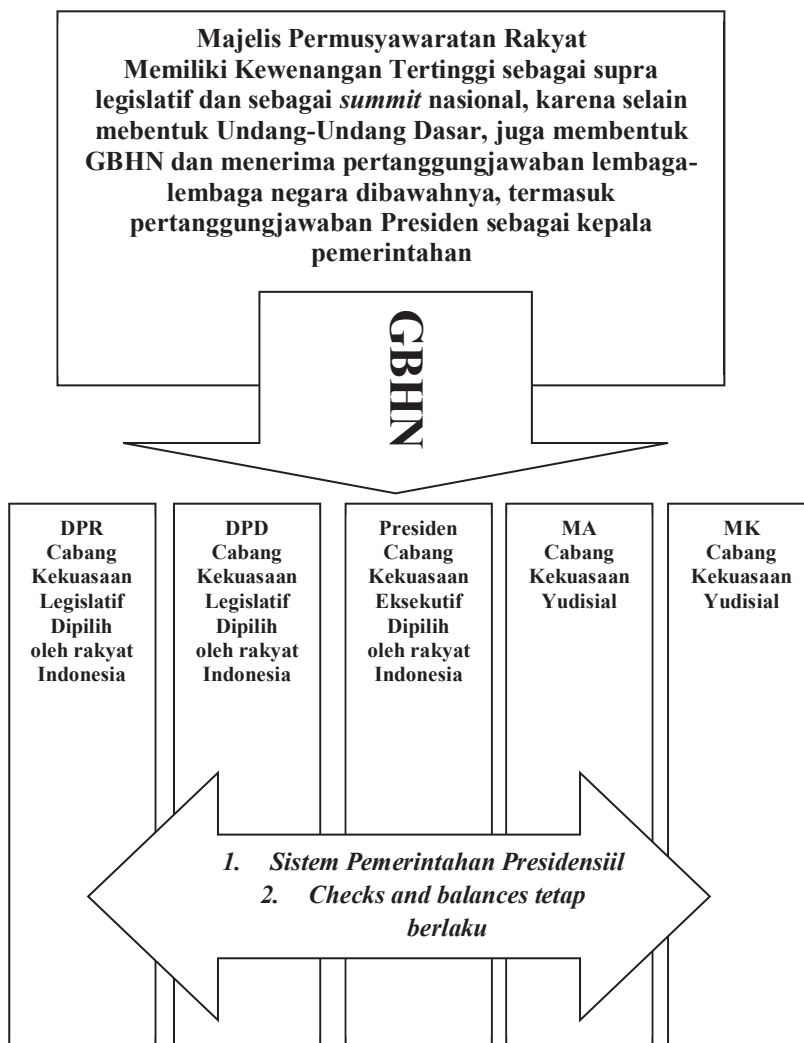 Majelis Permusyawaratan Rakyat
Memiliki Kewenangan Tertinggi sebagai supra
legislatif dan sebagai summit nasional, karena selain
mebentuk Undang-Undang Dasar, juga membentuk
GBHN dan menerima pertanggungjawaban lembaga-
lembaga negara dibawahnya, termasuk
pertanggungjawaban Presiden sebagai kepala
pemerintahan
GBHN
DPR
Cabang
Kekuasaan
Legislatif
Dipilih
oleh rakyat
Indonesia
DPD
Cabang
Kekuasaan
Legislatif
Dipilih
oleh rakyat
Indonesia
Presiden
Cabang
Kekuasaan
Eksekutif
Dipilih
oleh rakyat
Indonesia
MA
Cabang
Kekuasaan
Yudisial
MK
Cabang
Kekuasaan
Yudisial
1. Sistem Pemerintahan Presidensiil
2. Checks and balances tetap
berlaku